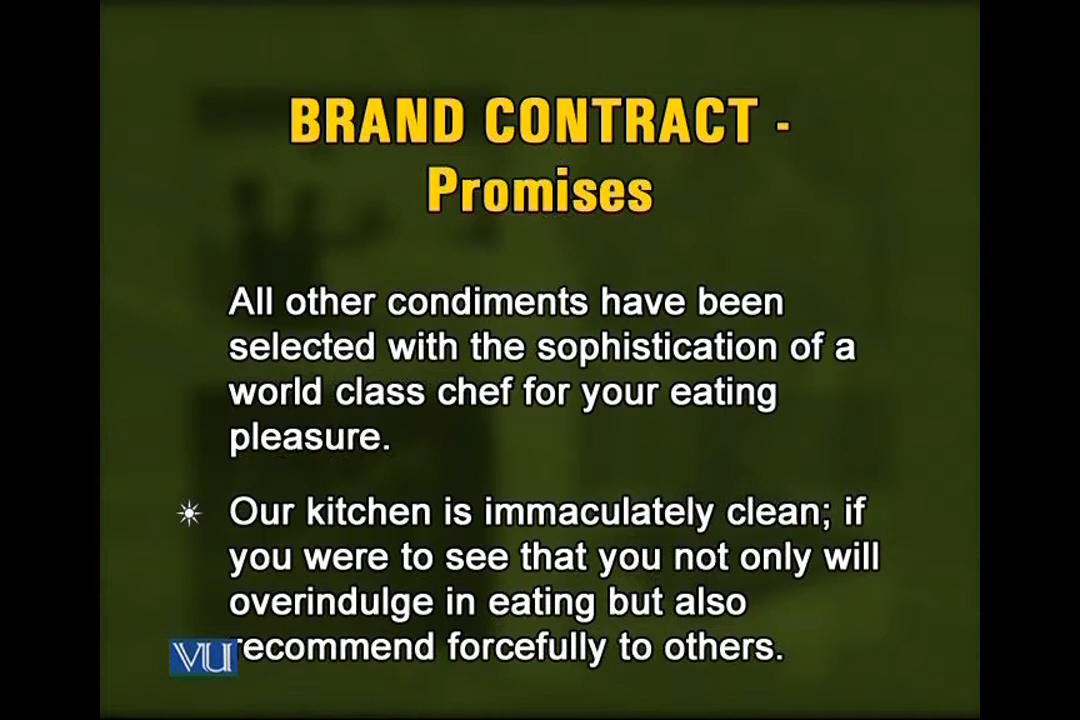 BRAND CONTRACT -
Promises
All other condiments have been
selected with the sophistication of a
world class chef for your eating
pleasure.
Our kitchen is immaculately clean; if
you were to see that you not only will
overindulge in eating but also
recommend forcefully to others.
VU